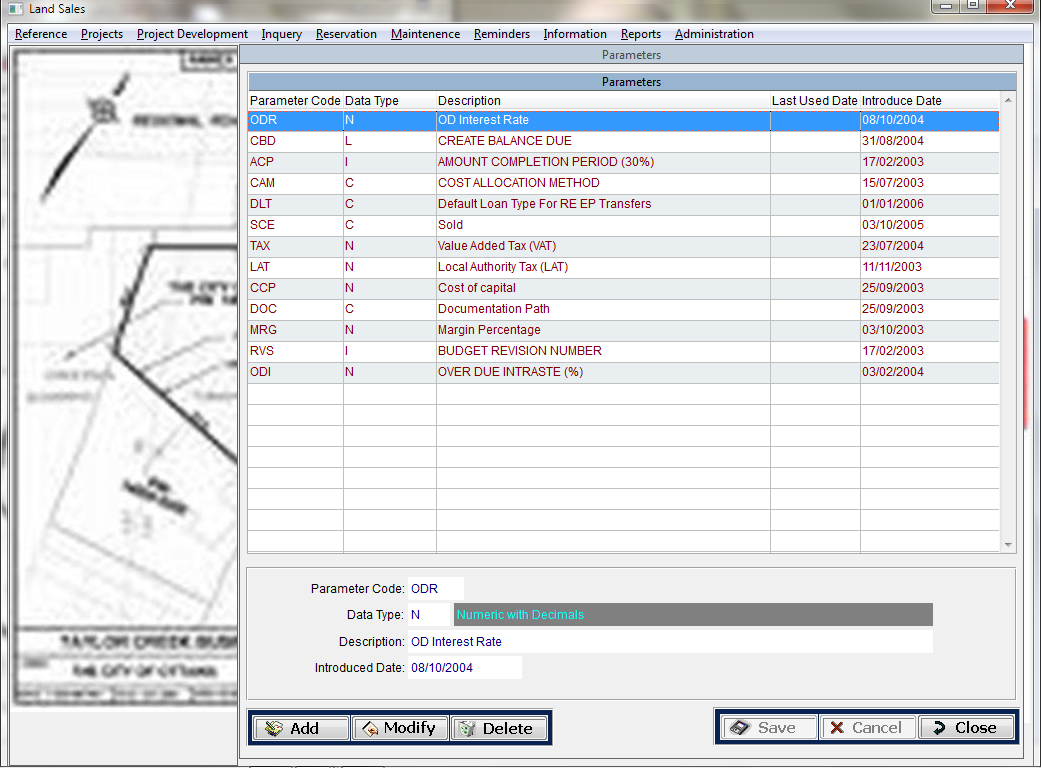 Land Sales
Reference Projects Project Development Inquery Reservation Maintenence Reminders Information Reports Administration
Parameters
Parameters
Parameter Code Data Type Description Last Used Date Introduce Date
ODR N OD Interest Rate 08/10/2004
CBD L CREATE BALANCE DUE 31/08/2004
ACP I AMOUNT COMPLETION PERIOD (30%) 17/02/2003
CAM C COST ALLOCATION METHOD 15/07/2003
DLT C Default Loan Type For RE EP Transfers 01/01/2006
SCE C Sold 03/10/2005
TAX N Value Added Tax (VAT) 23/07/2004
LAT N Local Authority Tax (LAT) 11/11/2003
CCP N Cost of capital 25/09/2003
DOC C Documentation Path 25/09/2003
MRG N Margin Percentage 03/10/2003
RVS I BUDGET REVISION NUMBER 17/02/2003
ODI N OVER DUE INTRASTE (%) 03/02/2004
Parameter Code: ODR
Data Type: N Numeric with Decimals
Description: OD Interest Rate
Introduced Date: 08/10/2004
TAYLOR CREEK BUSI
THE CITY OF OTTAWA
Add Modify Delete Save Cancel Close